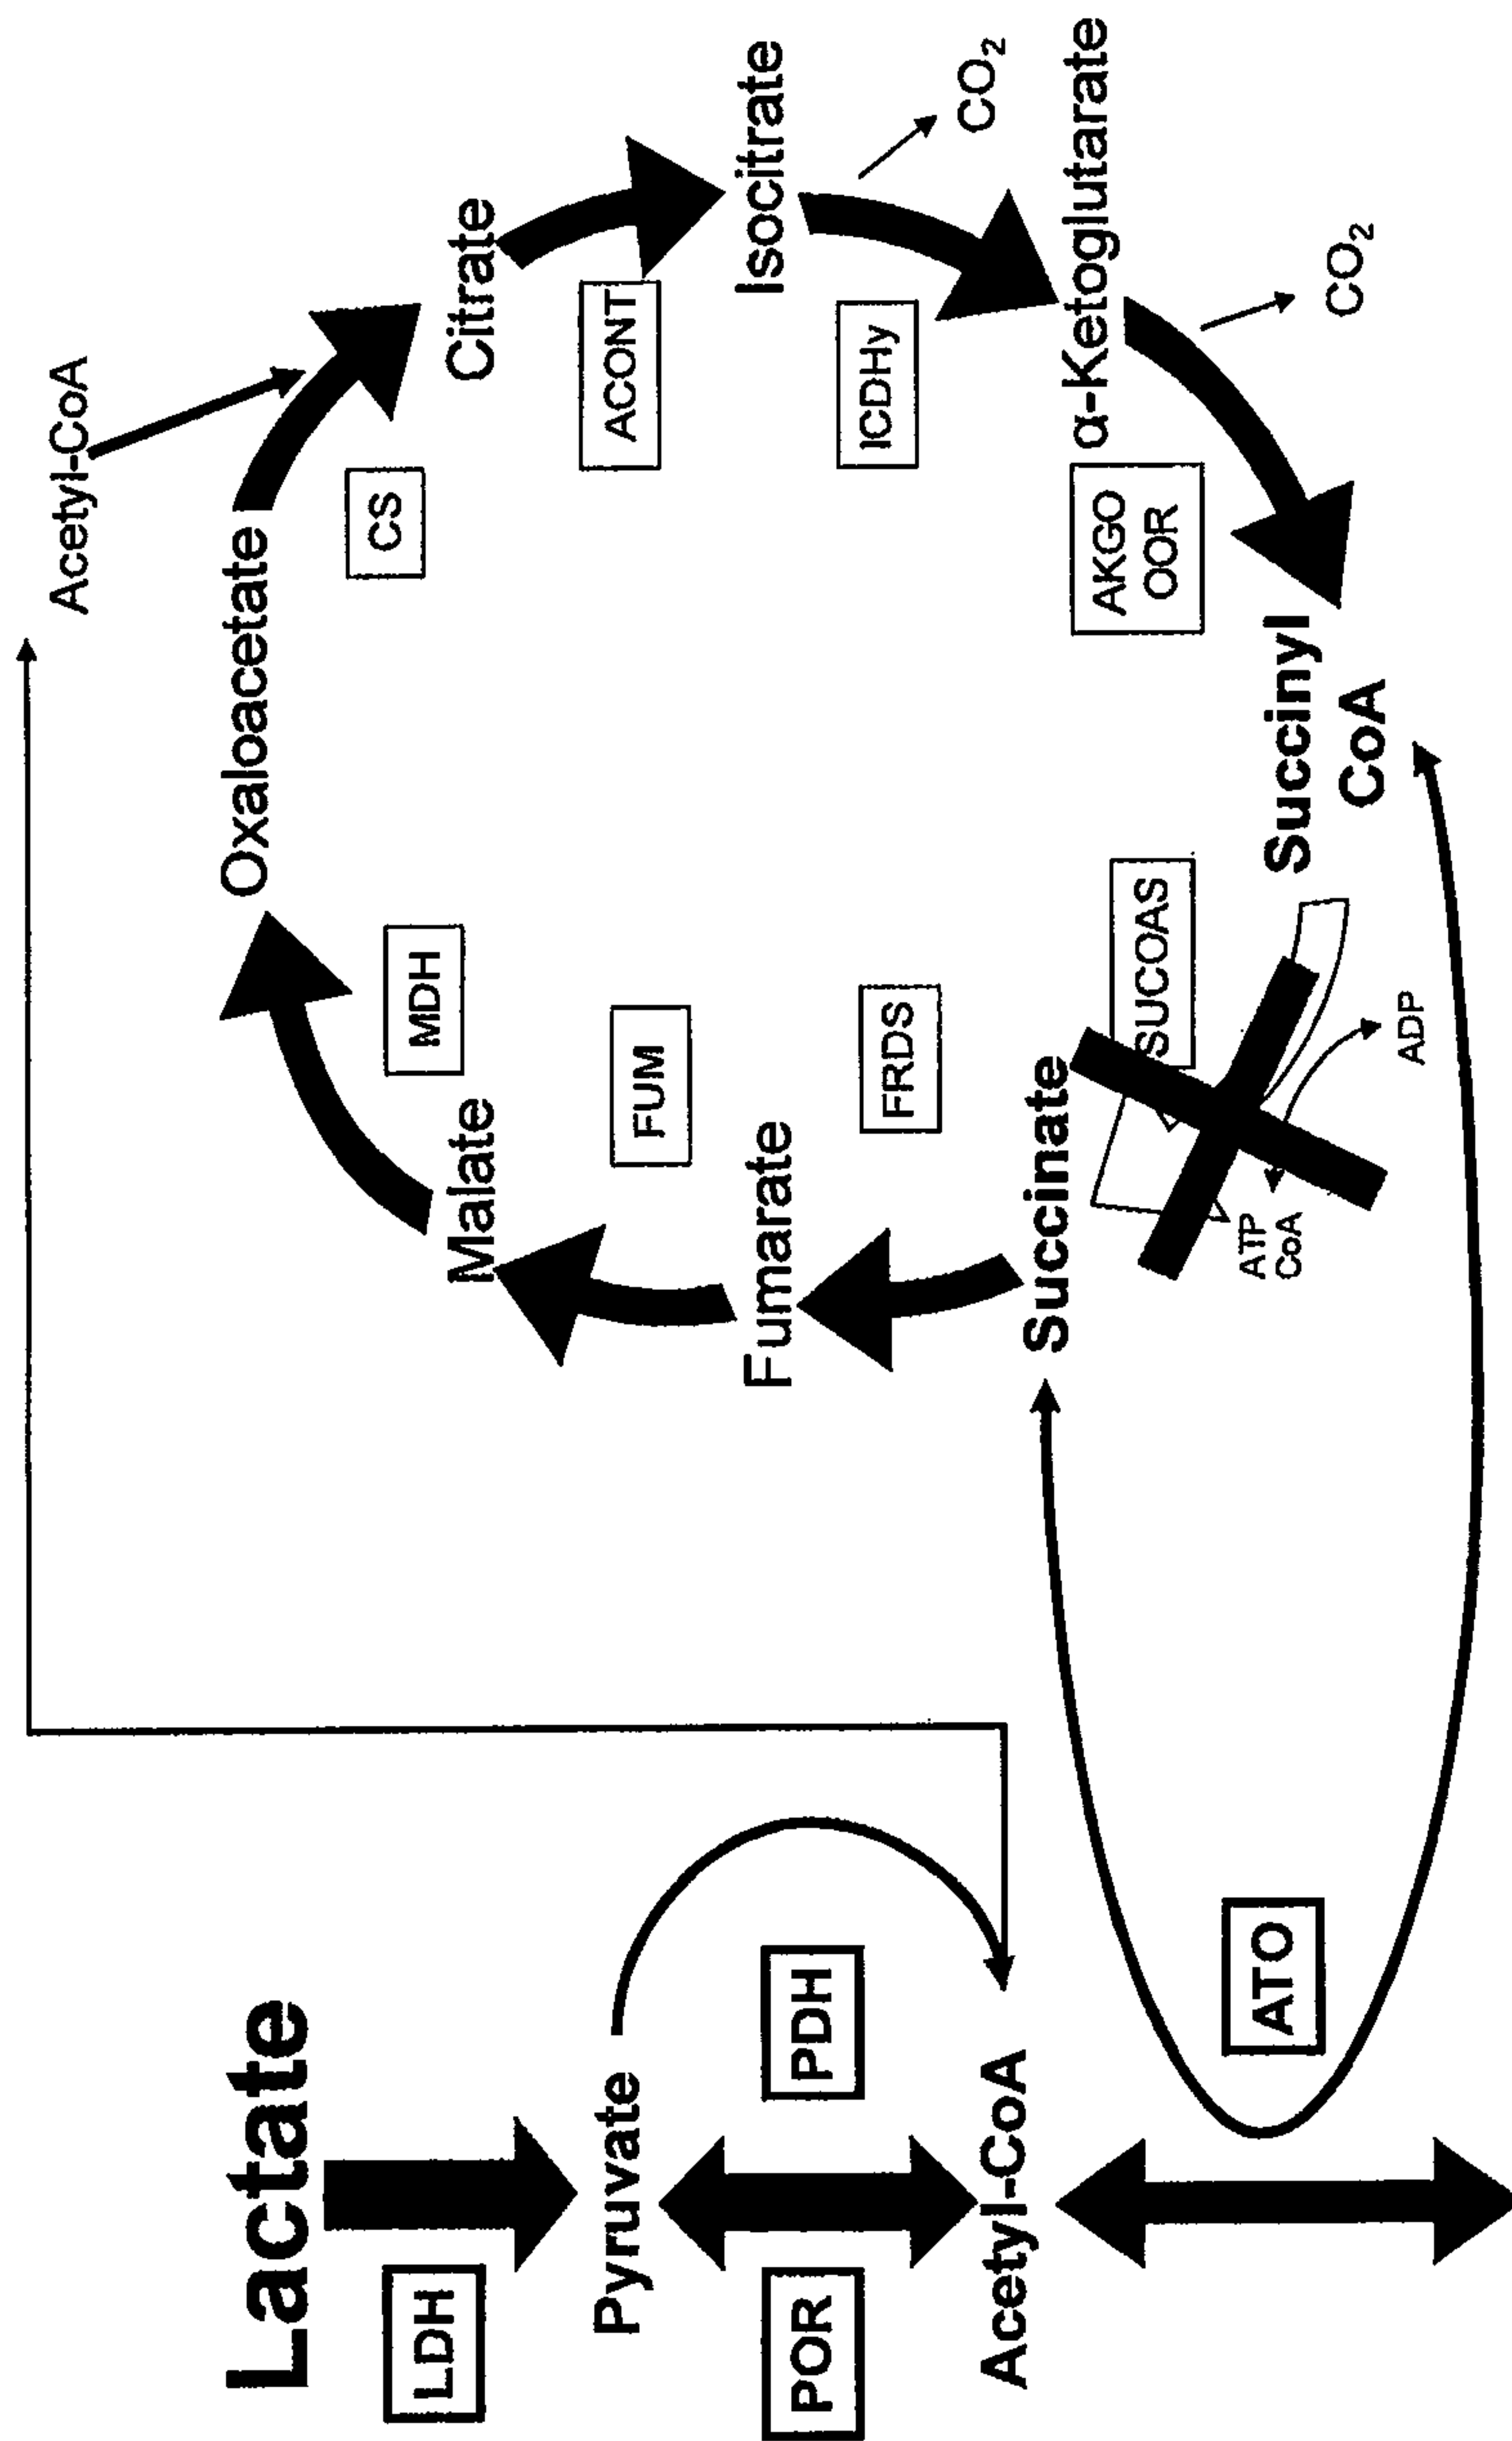 Lactate
LDH
Pyruvate
POR
PDH
Acetyl-CoA
ATO
Acetyl-CoA
Oxaloacetate
CS
Citrate
ACONT
Isocitrate
CO₂
ICDHy
α-Ketoglutarate
CO₂
AKGO
OOR
Succinyl
CoA
SUCOAS
ADP
ATP
CoA
Succinate
FRDS
Fumarate
FUM
Malate
MDH